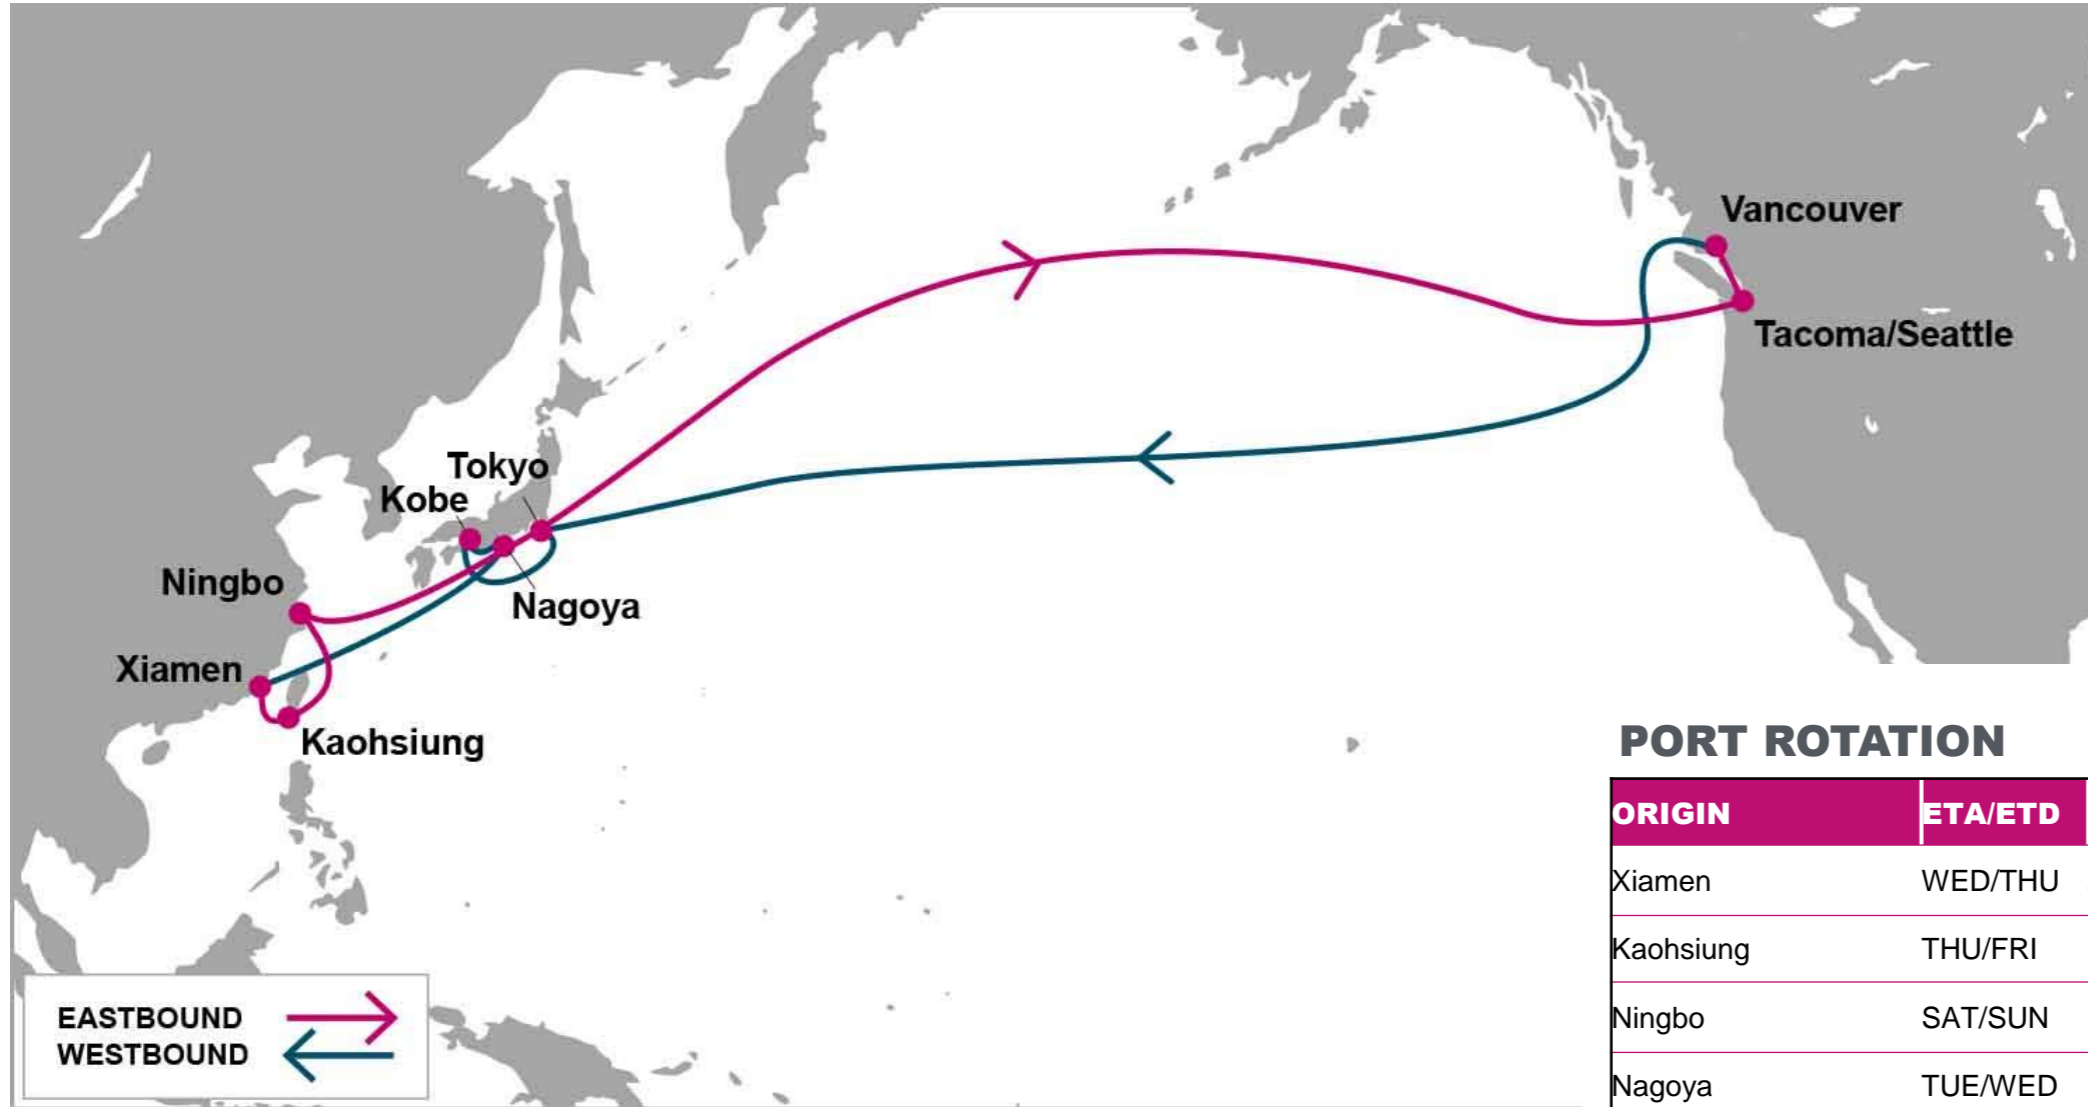 Vancouver
Tacoma/Seattle
Tokyo
Kobe
Nagoya
Ningbo
Xiamen
Kaohsiung
EASTBOUND
WESTBOUND
PORT ROTATION
ORIGIN ETA/ETD
Xiamen WED/THU
Kaohsiung THU/FRI
Ningbo SAT/SUN
Nagoya TUE/WED